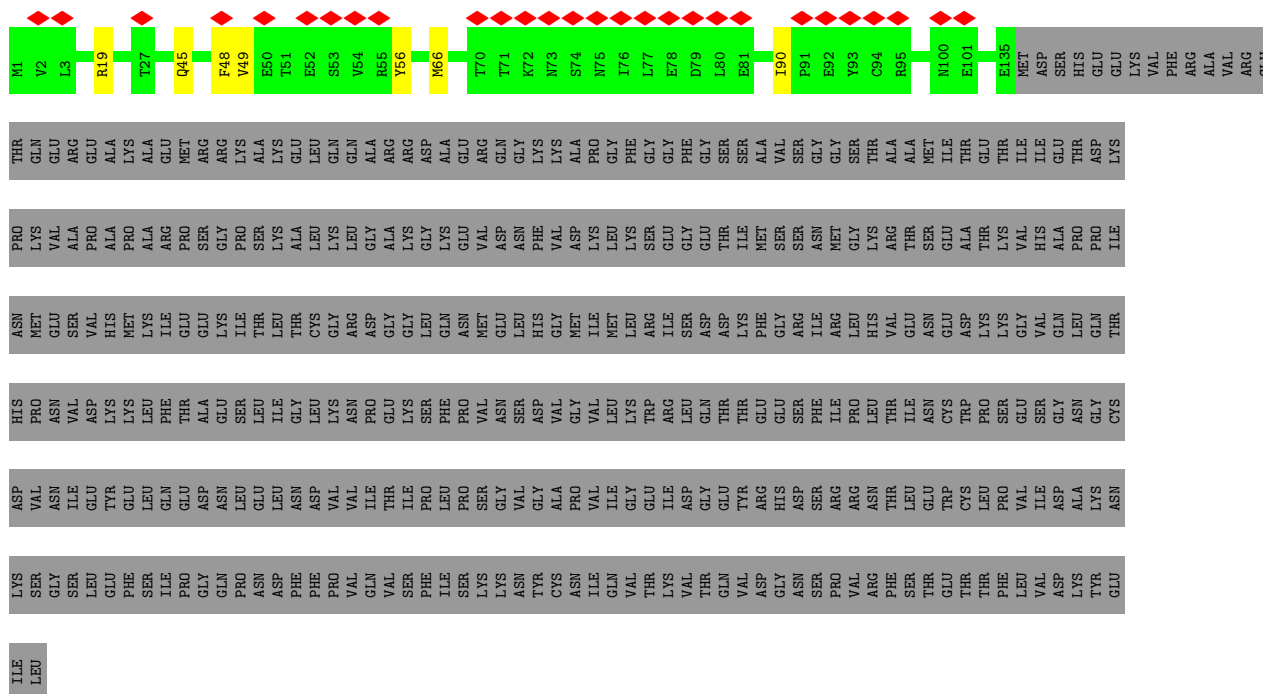 M1 V2 L3 R19 T27 Q45 F48 V49 E50 T51 E52 S53 V54 R55 Y56 M66 T70 T71 K72 N73 S74 N75 I76 L77 E78 D79 L80 E81 I90 P91 E92 Y93 C94 R95 N100 E101 E135 MET ASP SER HIS GLU GLU LYS VAL PHE ARG ALA VAL ARG GLU
THR GLN GLU ARG GLU ALA LYS ALA GLU MET ARG ARG LYS ALA LYS GLU LEU GLN GLN ALA ARG ARG ASP ALA GLU ARG GLN GLY LYS LYS ALA PRO GLY PHE GLY GLY PHE GLY SER SER ALA VAL SER GLY GLY SER THR ALA ALA MET ILE THR GLU THR ILE ILE GLU THR ASP LYS
PRO LYS VAL ALA PRO ALA PRO ALA ARG PRO SER GLY PRO SER LYS ALA LEU LYS LEU GLY ALA LYS GLY LYS GLU VAL ASP ASN PHE VAL ASP LYS LEU LYS SER GLU GLY GLU THR ILE MET SER SER ASN MET GLY LYS ARG THR SER GLU ALA THR LYS VAL HIS ALA PRO PRO ILE
ASN MET GLU SER VAL HIS MET LYS ILE GLU GLU LYS ILE THR LEU THR CYS GLY ARG ASP GLY GLY LEU GLN ASN MET GLU LEU HIS GLY MET ILE MET LEU ARG ILE SER ASP ASP LYS PHE GLY ARG ILE ARG LEU HIS VAL GLU ASN GLU ASP LYS LYS GLY VAL GLN LEU GLN THR
HIS PRO ASN VAL ASP LYS LYS LEU PHE THR ALA GLU SER LEU ILE GLY LEU LYS ASN PRO GLU LYS SER PHE PRO VAL ASN SER ASP VAL GLY VAL LEU LYS TRP ARG LEU GLN THR THR GLU GLU SER PHE ILE PRO LEU THR ILE ASN CYS TRP PRO SER GLU SER GLY ASN GLY CYS
ASP VAL ASN ILE GLU TYR GLU LEU GLN GLU ASP ASN LEU GLU LEU ASN ASP VAL VAL ILE THR ILE PRO LEU PRO SER GLY VAL GLY ALA PRO VAL ILE GLY GLU ILE ASP GLY GLU TYR ARG HIS ASP SER ARG ARG ASN THR LEU GLU TRP CYS LEU PRO VAL ILE ASP ALA LYS ASN
LYS SER GLY SER LEU GLU PHE SER ILE PRO GLY GLN PRO ASN ASP PHE PHE PRO VAL GLN VAL SER PHE ILE SER LYS LYS ASN TYR CYS ASN ILE GLN VAL THR LYS VAL THR GLN VAL ASP GLY ASN SER PRO VAL ARG PHE SER THR GLU THR THR PHE LEU VAL ASP LYS TYR GLU
ILE LEU